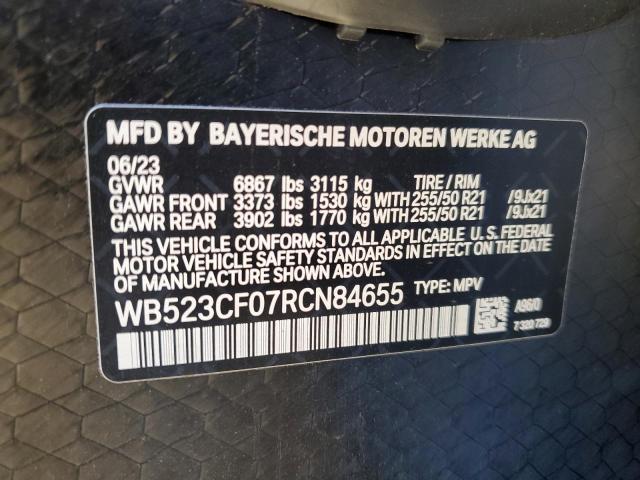 MFD BY BAYERISCHE MOTOREN WERKE AG
06/23
GVWR 6867 lbs 3115 kg TIRE / RIM
GAWR FRONT 3373 lbs 1530 kg WITH 255/50 R21 /9Jx21
GAWR REAR 3902 lbs 1770 kg WITH 255/50 R21 /9Jx21
THIS VEHICLE CONFORMS TO ALL APPLICABLE U.S. FEDERAL
MOTOR VEHICLE SAFETY STANDARDS IN EFFECT ON THE DATE
OF MANUFACTURE SHOWN ABOVE.
WB523CF07RCN84655 TYPE: MPV
A96/0